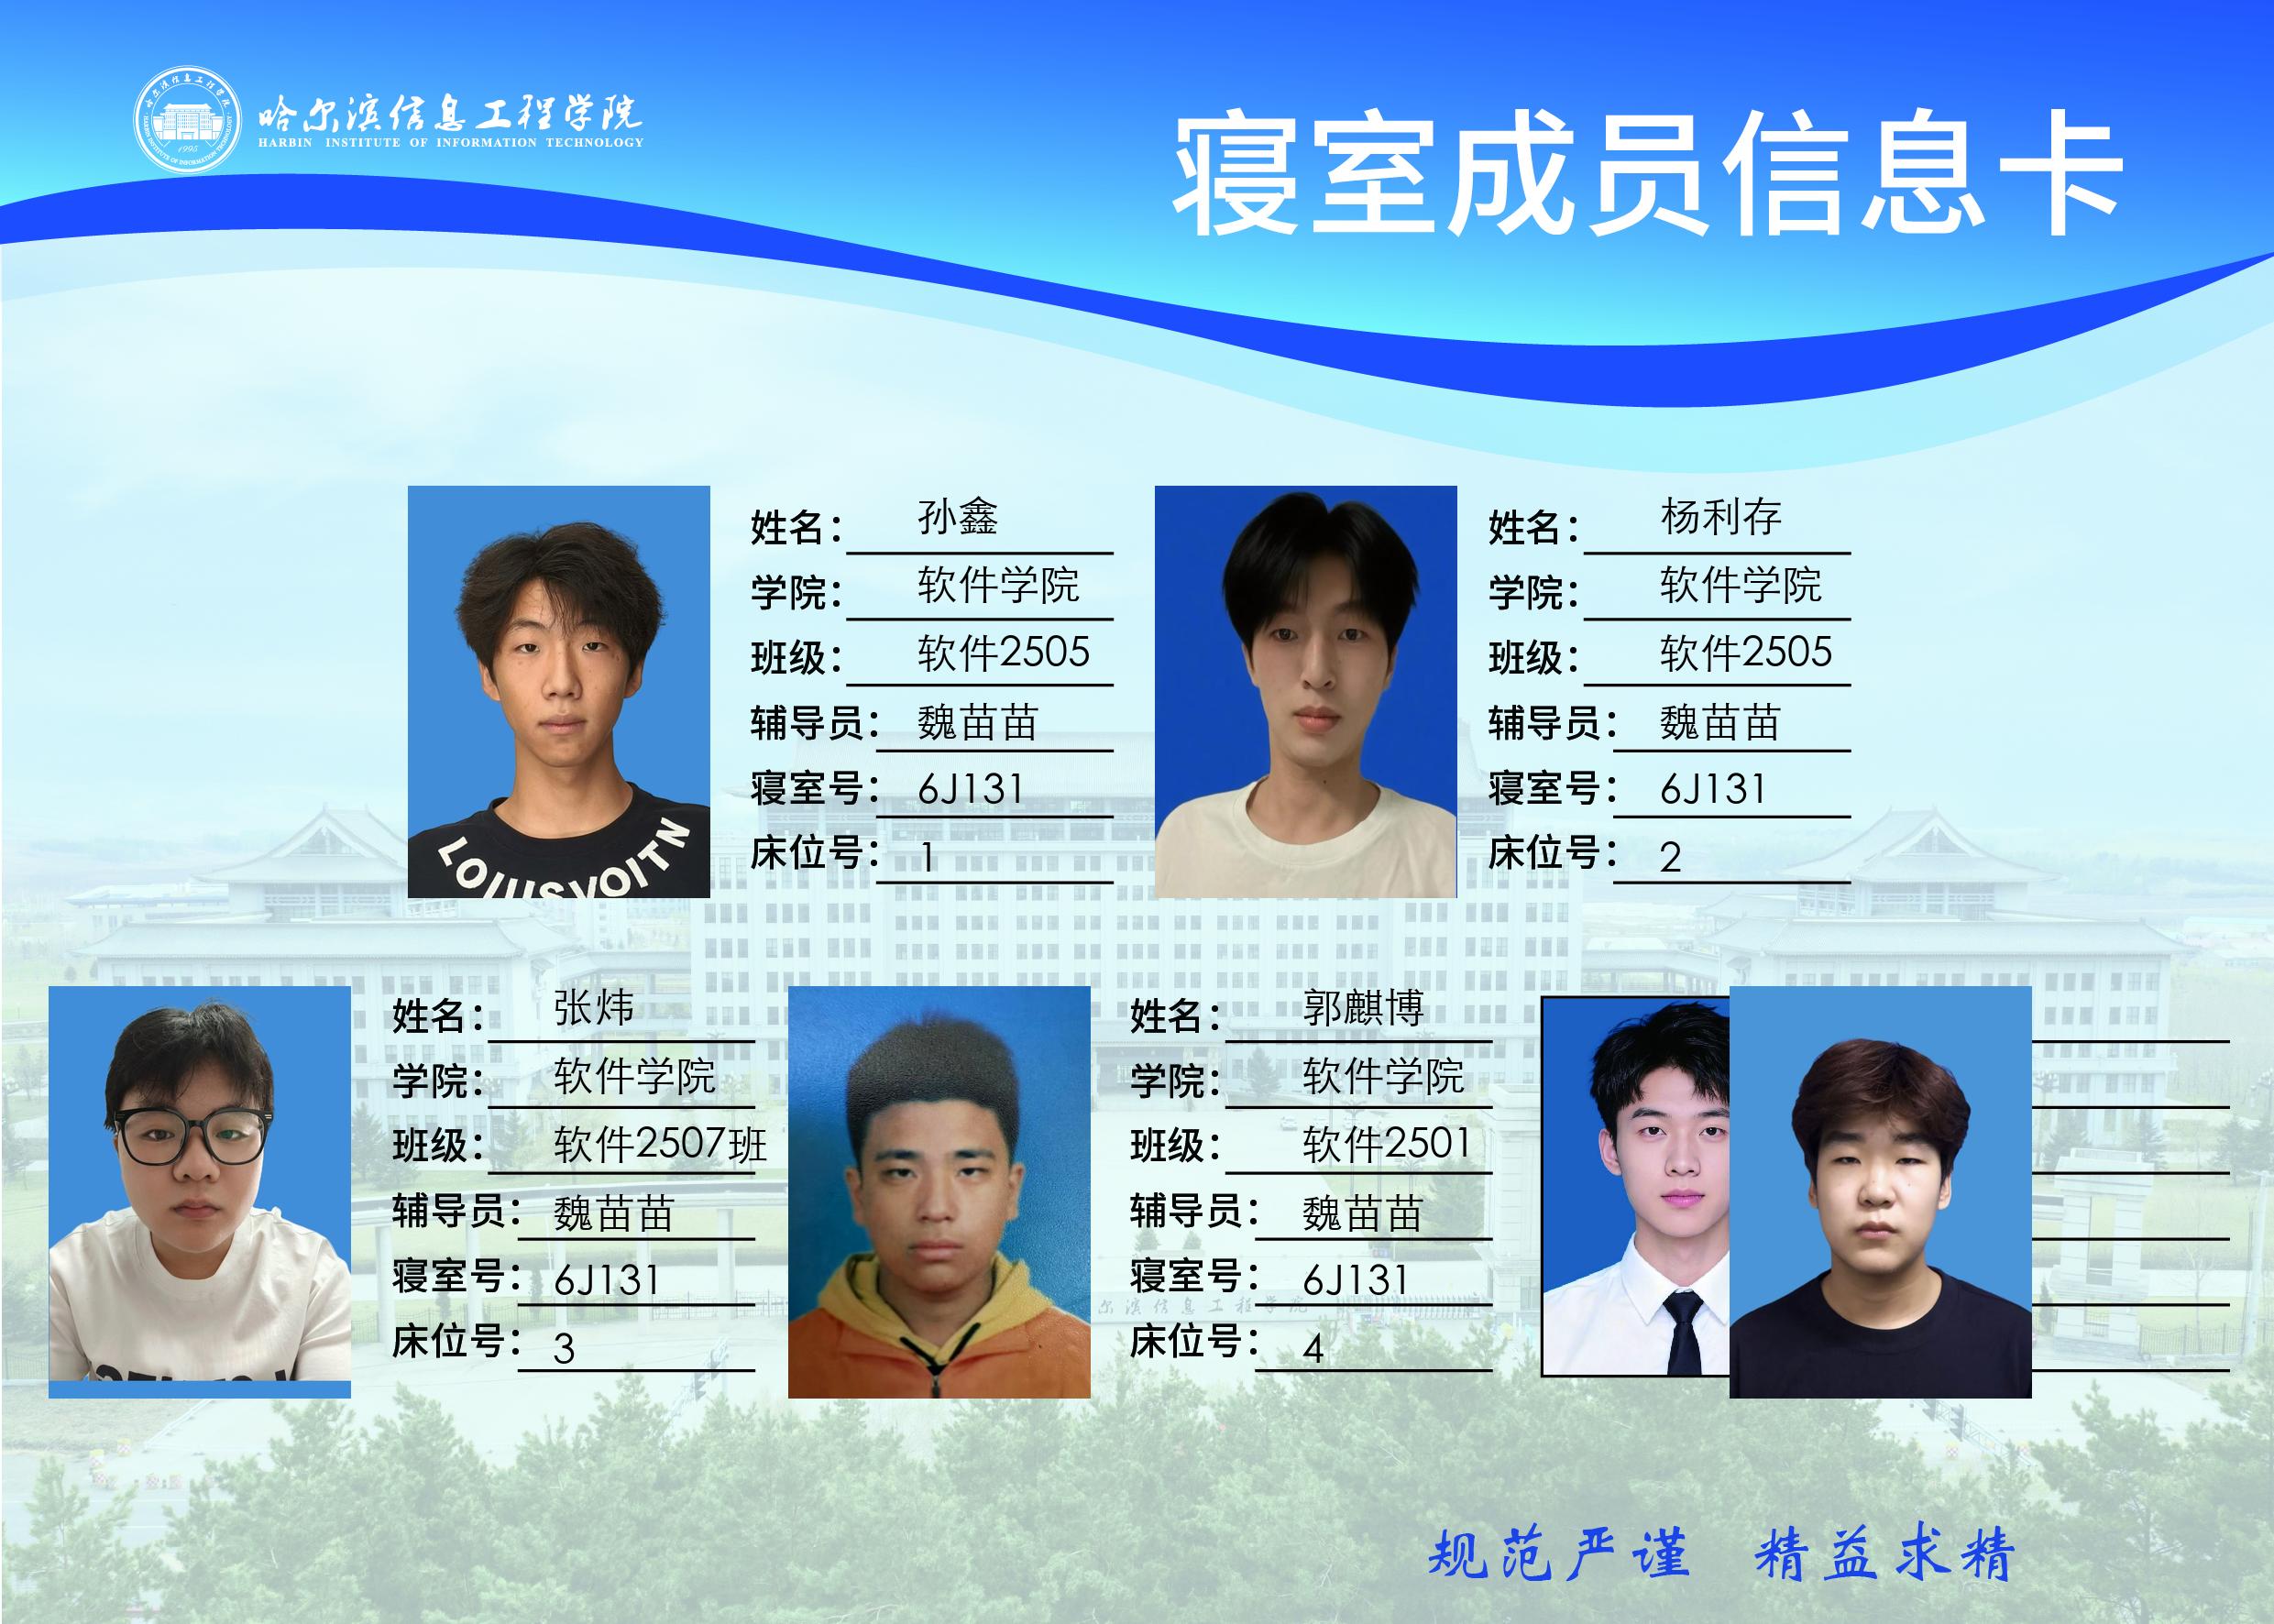 哈尔滨信息工程学院
HARBIN INSTITUTE OF INFORMATION TECHNOLOGY
1995
寝室成员信息卡
姓名： 孙鑫
学院： 软件学院
班级： 软件2505
辅导员： 魏苗苗
寝室号： 6J131
床位号： 1
姓名： 杨利存
学院： 软件学院
班级： 软件2505
辅导员： 魏苗苗
寝室号： 6J131
床位号： 2
姓名： 张炜
学院： 软件学院
班级： 软件2507班
辅导员： 魏苗苗
寝室号： 6J131
床位号： 3
姓名： 郭麒博
学院： 软件学院
班级： 软件2501
辅导员： 魏苗苗
寝室号： 6J131
床位号： 4
规范严谨 精益求精